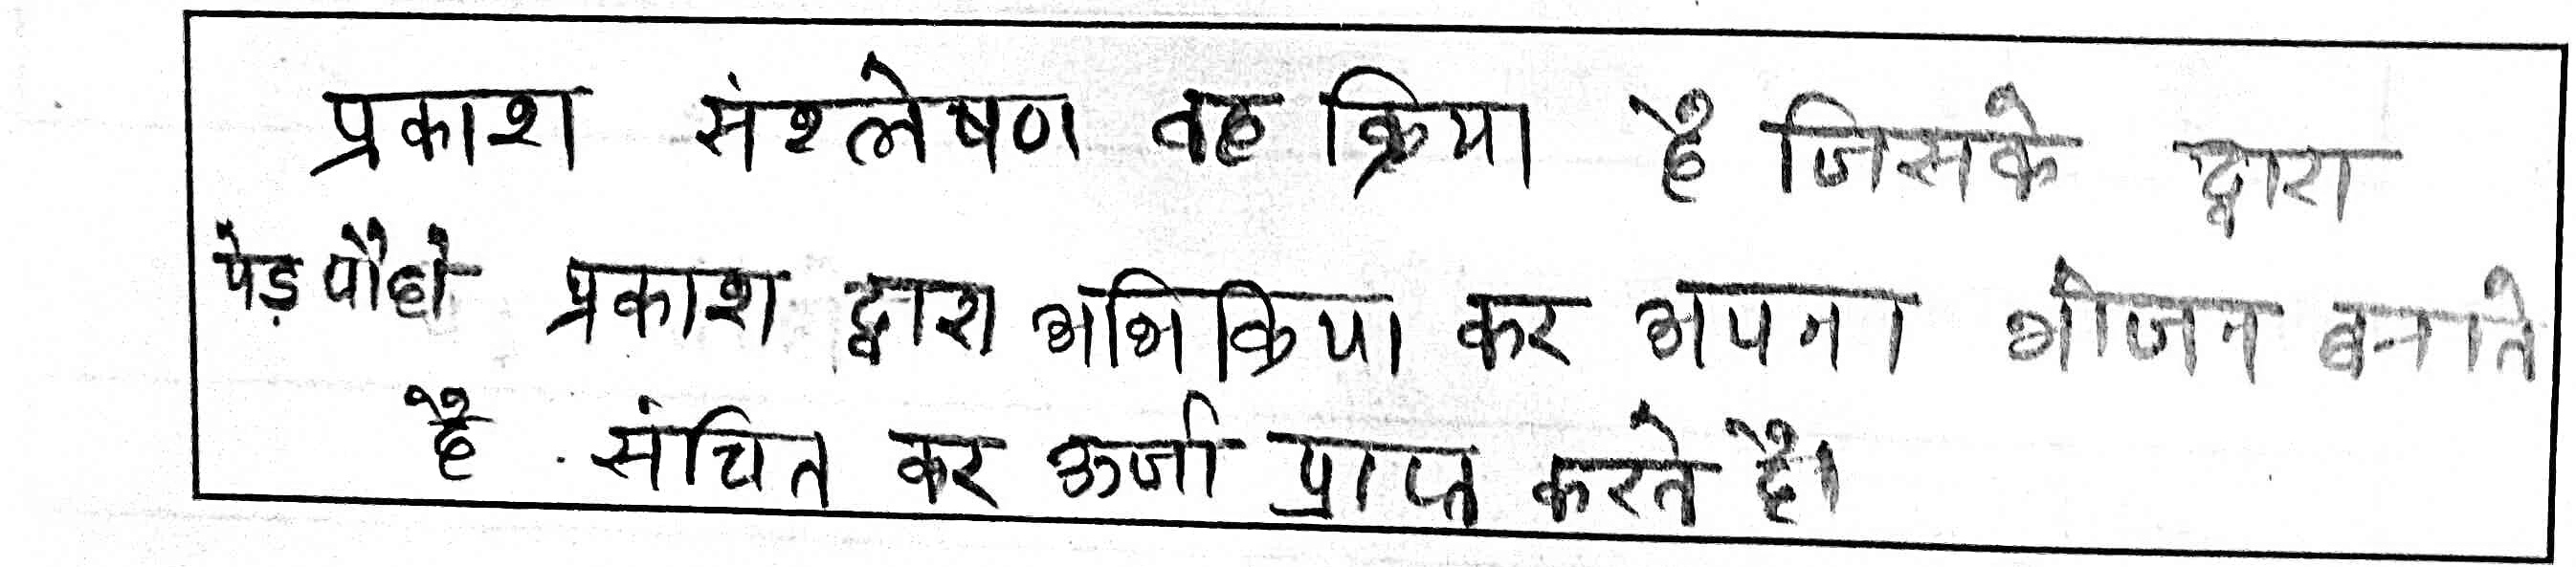 प्रकाश संश्लेषण वह क्रिया है जिसके द्वारा
पेड़ पौधे प्रकाश द्वारा अभिक्रिया कर अपना भोजन बनाते
है संचित कर ऊर्जा प्राप्त करते है।